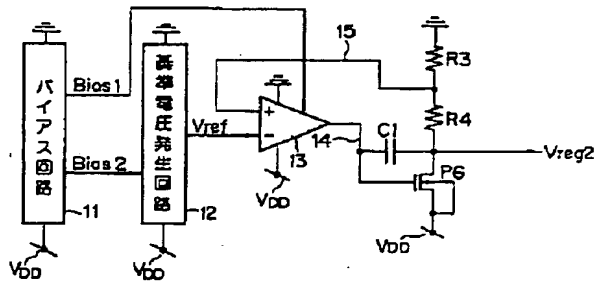 バイアス回路
11
VDD
Bias1
Bias2
基準電圧発生回路
12
VDD
Vref
+
−
13
VDD
14
15
C1
R3
R4
P6
VDD
Vreg2